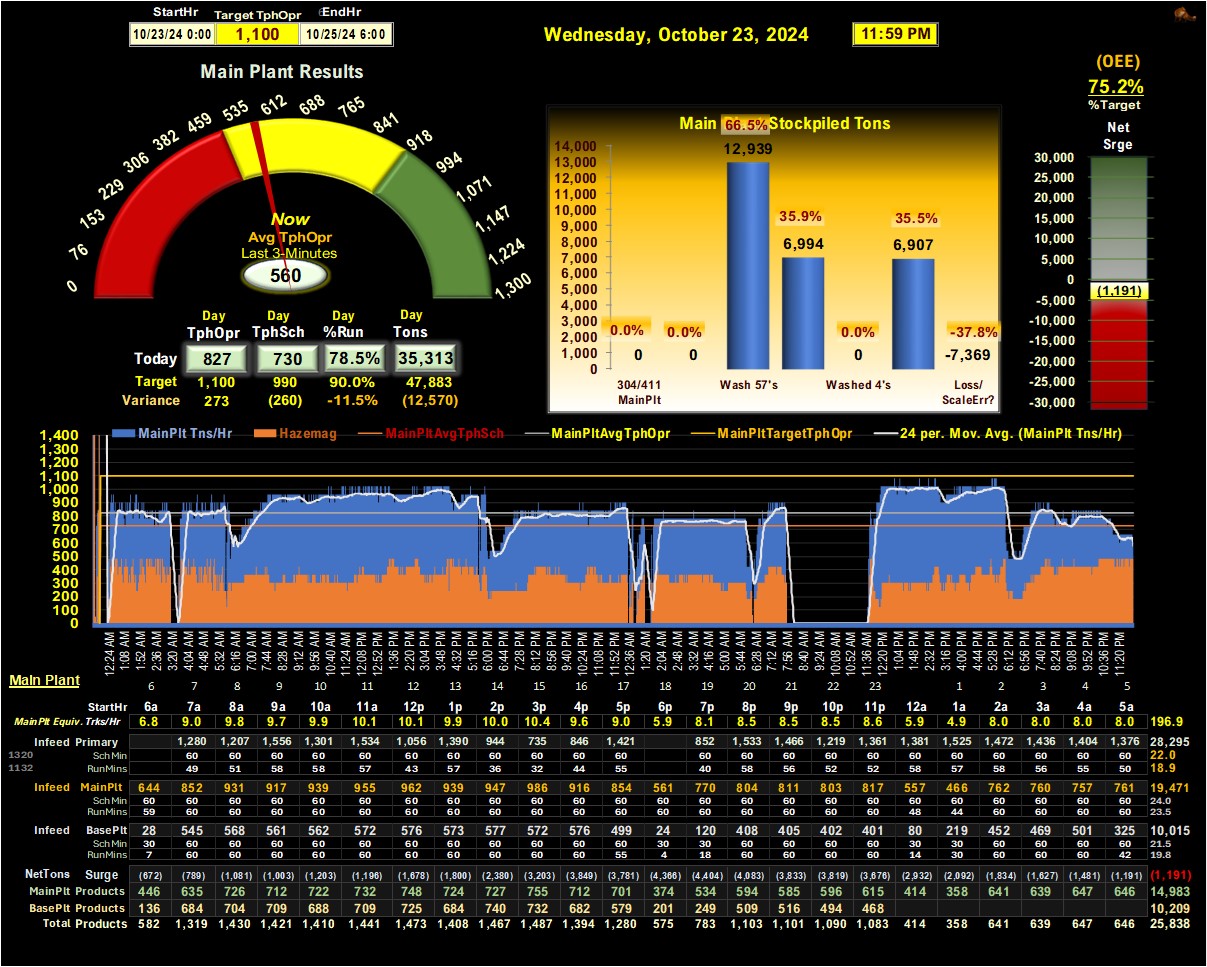 StartHr Target TphOpr EndHr
10/23/24 0:00 1,100 10/25/24 6:00
Wednesday, October 23, 2024 11:59 PM
(OEE)
75.2%
%Target
Net
Srge
30,000
25,000
20,000
15,000
10,000
5,000
0
(1,191)
-5,000
-10,000
-15,000
-20,000
-25,000
-30,000
Main Plant Results
0 76 153 229 306 382 459 535 612 688 765 841 918 994 1,071 1,147 1,224 1,300
Now
Avg TphOpr
Last 3-Minutes
560
Day Day Day Day
TphOpr TphSch %Run Tons
Today 827 730 78.5% 35,313
Target 1,100 990 90.0% 47,883
Variance 273 (260) -11.5% (12,570)
Main 66.5% Stockpiled Tons
14,000
13,000
12,000
11,000
10,000
9,000
8,000
7,000
6,000
5,000
4,000
3,000
2,000
1,000
0
12,939
35.9% 35.5%
6,994 6,907
0.0% 0.0% 0.0% -37.8%
0 0 0 -7,369
304/411 Wash 57's Washed 4's Loss/
MainPlt ScaleErr?
MainPlt Tns/Hr Hazemag MainPltAvgTphSch MainPltAvgTphOpr MainPltTargetTphOpr 24 per. Mov. Avg. (MainPlt Tns/Hr)
1,400
1,300
1,200
1,100
1,000
900
800
700
600
500
400
300
200
100
0
12:24 AM 1:08 AM 1:52 AM 2:36 AM 3:20 AM 4:04 AM 4:48 AM 5:32 AM 6:16 AM 7:00 AM 7:44 AM 8:28 AM 9:12 AM 9:56 AM 10:40 AM 11:24 AM 12:08 PM 12:52 PM 1:36 PM 2:20 PM 3:04 PM 3:48 PM 4:32 PM 5:16 PM 6:00 PM 6:44 PM 7:28 PM 8:12 PM 8:56 PM 9:40 PM 10:24 PM 11:08 PM 11:52 PM 12:36 AM 1:20 AM 2:04 AM 2:48 AM 3:32 AM 4:16 AM 5:00 AM 5:44 AM 6:28 AM 7:12 AM 7:56 AM 8:40 AM 9:24 AM 10:08 AM 10:52 AM 11:36 AM 12:20 PM 1:04 PM 1:48 PM 2:32 PM 3:16 PM 4:00 PM 4:44 PM 5:28 PM 6:12 PM 6:56 PM 7:40 PM 8:24 PM 9:08 PM 9:52 PM 10:36 PM 11:20 PM
Main Plant
6 7 8 9 10 11 12 13 14 15 16 17 18 19 20 21 22 23 1 2 3 4 5
StartHr 6a 7a 8a 9a 10a 11a 12p 1p 2p 3p 4p 5p 6p 7p 8p 9p 10p 11p 12a 1a 2a 3a 4a 5a
MainPlt Equiv. Trks/Hr 6.8 9.0 9.8 9.7 9.9 10.1 10.1 9.9 10.0 10.4 9.6 9.0 5.9 8.1 8.5 8.5 8.5 8.6 5.9 4.9 8.0 8.0 8.0 8.0 196.9
Infeed Primary 1,280 1,207 1,556 1,301 1,534 1,056 1,390 944 735 846 1,421 852 1,533 1,466 1,219 1,361 1,381 1,525 1,472 1,436 1,404 1,376 28,295
1320 Sch Min 60 60 60 60 60 60 60 60 60 60 60 60 60 60 60 60 60 60 60 60 60 60 22.0
1132 RunMins 49 51 58 58 57 43 57 36 32 44 55 40 58 56 52 52 58 57 58 56 55 50 18.9
Infeed MainPlt 644 852 931 917 939 955 962 939 947 986 916 854 561 770 804 811 803 817 557 466 762 760 757 761 19,471
Sch Min 60 60 60 60 60 60 60 60 60 60 60 60 60 60 60 60 60 60 60 60 60 60 60 60 24.0
RunMins 59 60 60 60 60 60 60 60 60 60 60 60 60 60 60 60 60 60 48 44 60 60 60 60 23.5
Infeed BasePlt 28 545 568 561 562 572 576 573 577 572 576 499 24 120 408 405 402 401 80 219 452 469 501 325 10,015
Sch Min 30 60 60 60 60 60 60 60 60 60 60 60 30 30 60 60 60 60 30 30 60 60 60 60 21.5
RunMins 7 60 60 60 60 60 60 60 60 60 60 55 4 18 60 60 60 60 14 30 60 60 60 42 19.8
NetTons Surge (672) (789) (1,081) (1,003) (1,203) (1,196) (1,678) (1,800) (2,380) (3,203) (3,849) (3,781) (4,366) (4,404) (4,083) (3,833) (3,819) (3,676) (2,932) (2,092) (1,834) (1,627) (1,481) (1,191) (1,191)
MainPlt Products 446 635 726 712 722 732 748 724 727 755 712 701 374 534 594 585 596 615 414 358 641 639 647 646 14,983
BasePlt Products 136 684 704 709 688 709 725 684 740 732 682 579 201 249 509 516 494 468 10,209
Total Products 582 1,319 1,430 1,421 1,410 1,441 1,473 1,408 1,467 1,487 1,394 1,280 575 783 1,103 1,101 1,090 1,083 414 358 641 639 647 646 25,838